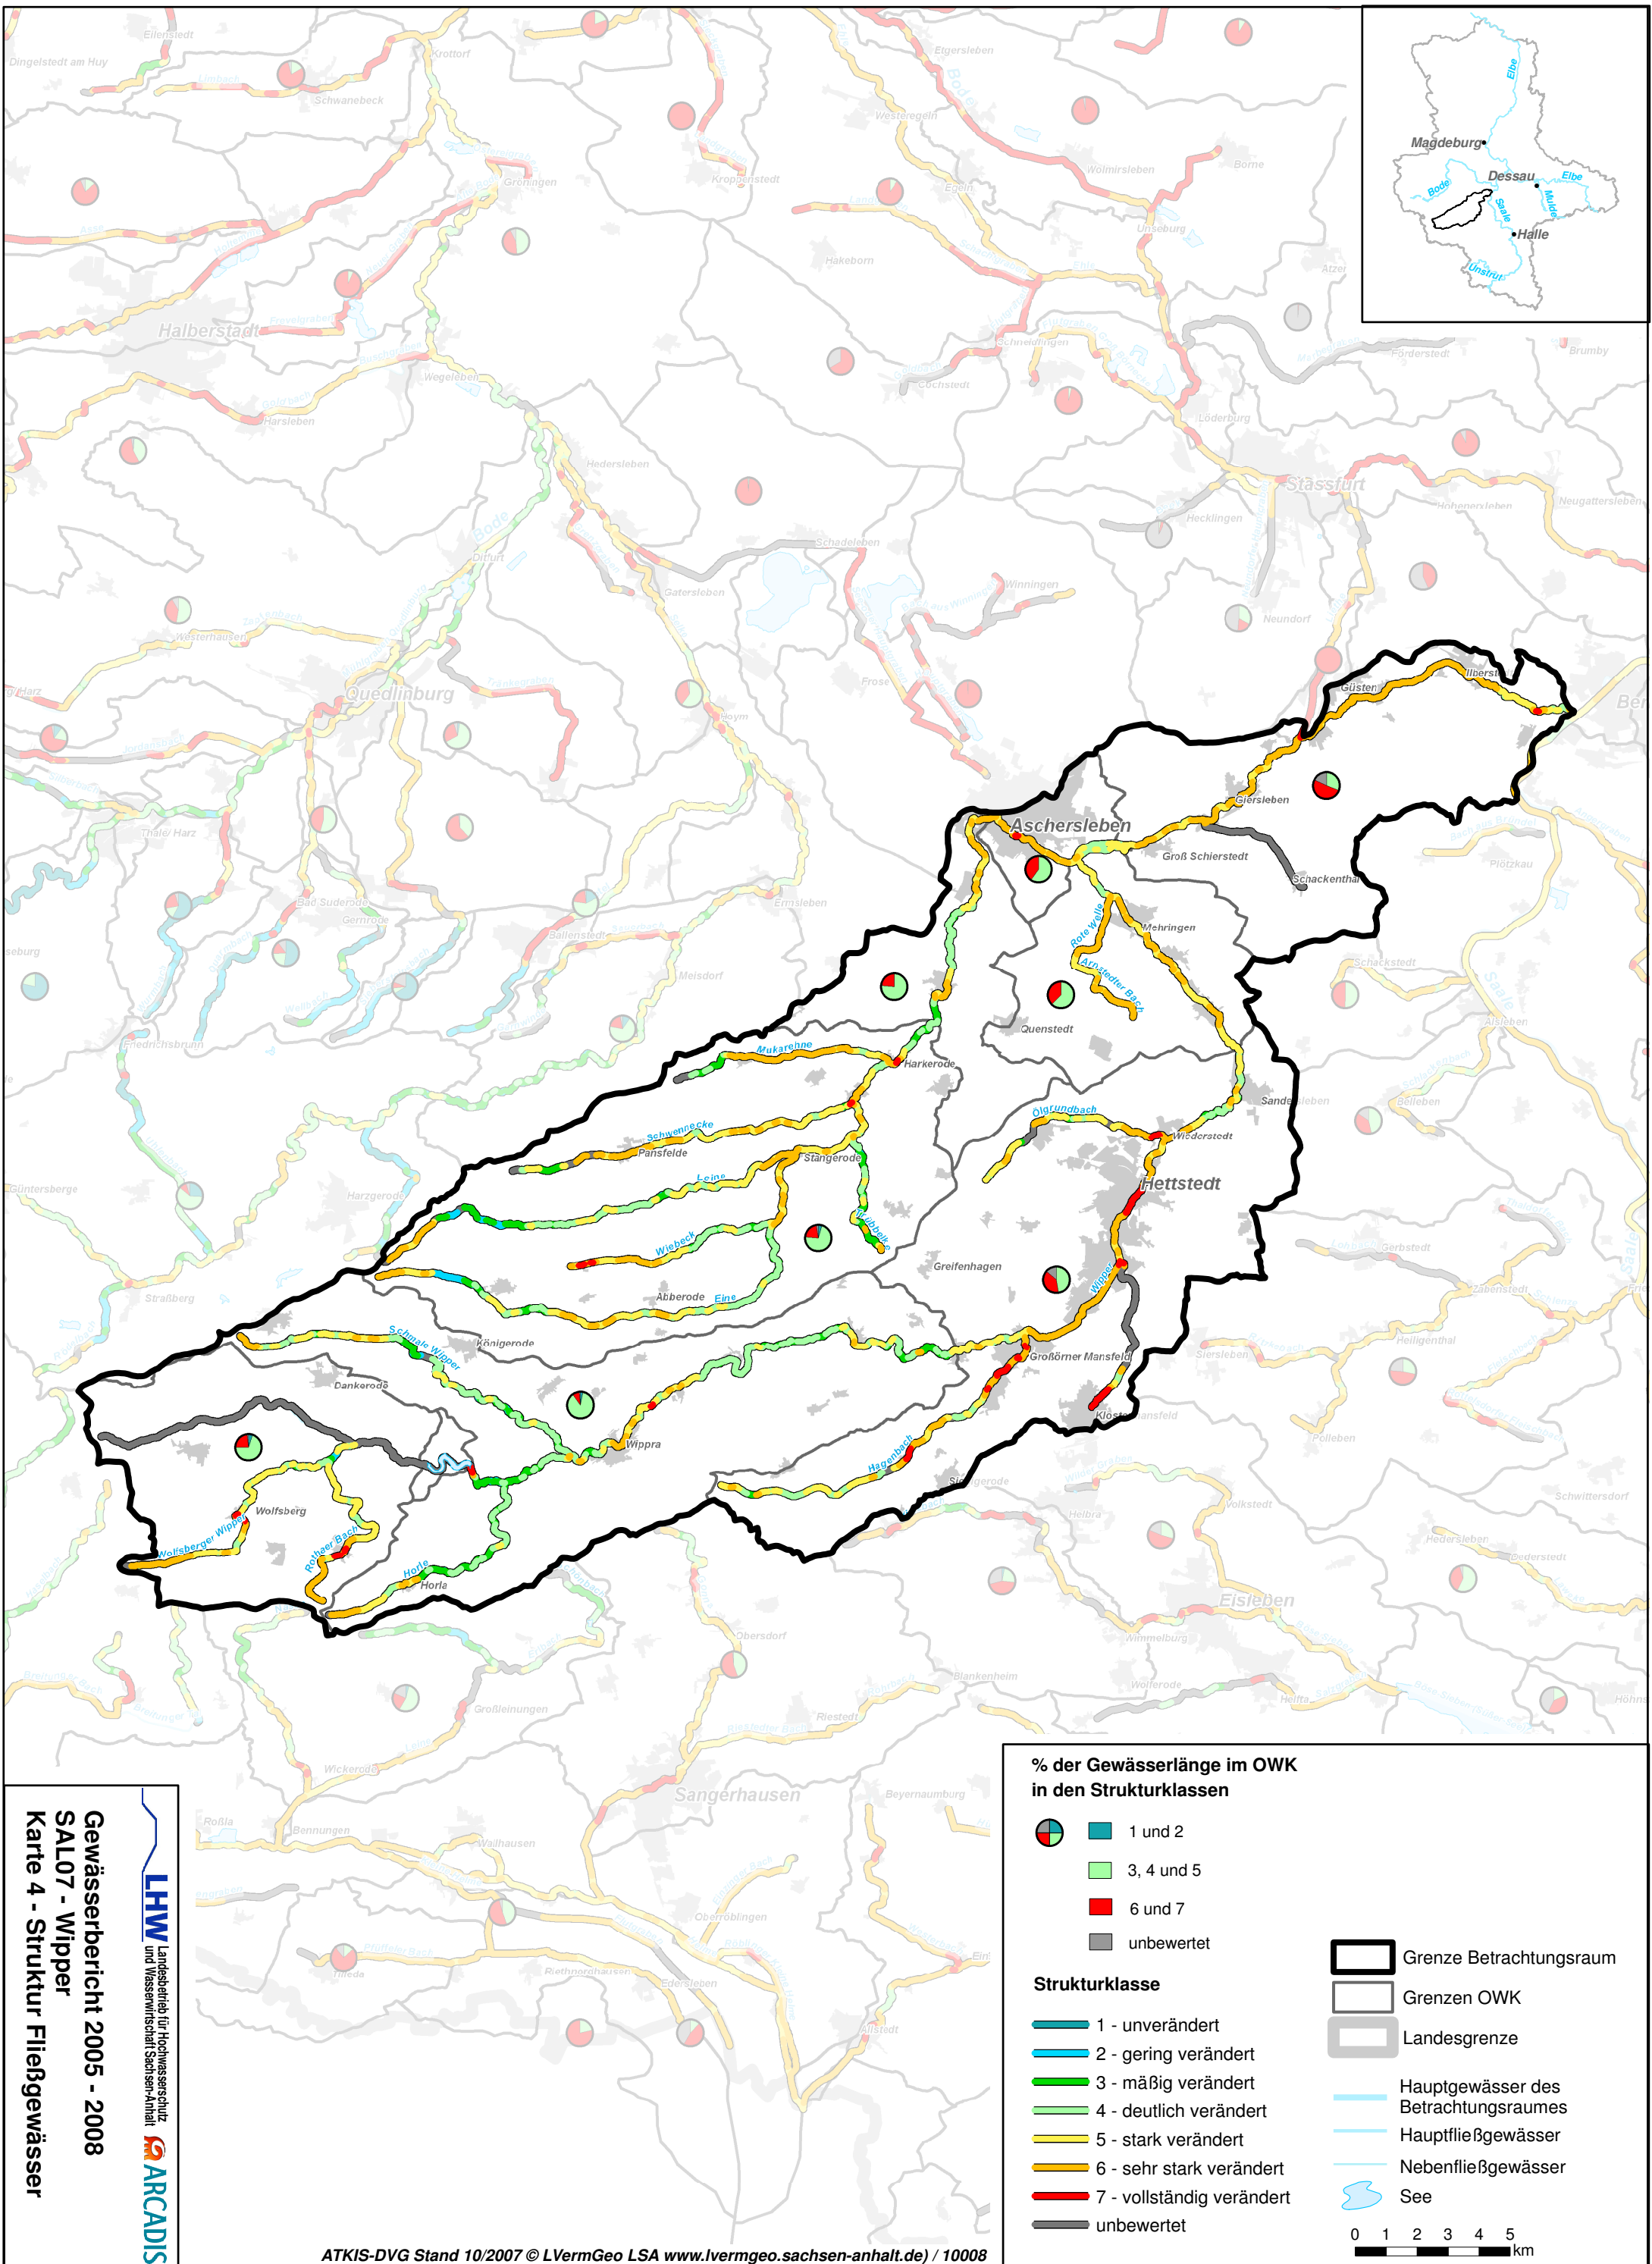 Magdeburg
Dessau
Halle
Elbe
Elbe
Bode
Saale
Mulde
Unstrut
Dingelstedt am Huy
Eilenstedt
Schwanebeck
Krottorf
Gröningen
Kroppenstedt
Etgersleben
Westeregeln
Egeln
Wolmirsleben
Borne
Unseburg
Hakeborn
Bode
Halberstadt
Harsleben
Wegeleben
Hedersleben
Ditfurt
Bode
Gatersleben
Schadeleben
Cochstedt
Schneidlingen
Förderstedt
Brumby
Löderburg
Stassfurt
Hecklingen
Hohenerxleben
Neugattersleben
Neundorf
Winningen
Frose
Westerhausen
Quedlinburg
Hoym
Thale/ Harz
Bad Suderode
Gernrode
Ballenstedt
Ermsleben
Meisdorf
Friedrichsbrunn
Harzgerode
Güntersberge
Straßberg
Güsten
Giersleben
Aschersleben
Groß Schierstedt
Schackenthal
Mehringen
Rote Welle
Arnstedter Bach
Quenstedt
Mukarehne
Harkerode
Schwennecke
Pansfelde
Leine
Stangerode
Wiebeck
Abberode
Eine
Ölgrundbach
Wiederstedt
Hettstedt
Greifenhagen
Wipper
Schmale Wipper
Königerode
Dankerode
Großörner Mansfeld
Hagenbach
Wippra
Wolfsberg
Wolfsberger Wipper
Rothaer Bach
Horle
Horla
Plötzkau
Schackstedt
Alsleben
Saale
Belleben
Gerbstedt
Zabenstedt
Heiligenthal
Siersleben
Polleben
Volkstedt
Helbra
Hedersleben
Dederstedt
Schwittersdorf
Eisleben
Wimmelburg
Wolferode
Helfta
Blankenheim
Obersdorf
Großleinungen
Riestedt
Wickerode
Sangerhausen
Beyernaumburg
Roßla
Bennungen
Wallhausen
Oberröblingen
Riethnordhausen
Edersleben
Tilleda
Allstedt
% der Gewässerlänge im OWK
in den Strukturklassen
1 und 2
3, 4 und 5
6 und 7
unbewertet
Strukturklasse
1 - unverändert
2 - gering verändert
3 - mäßig verändert
4 - deutlich verändert
5 - stark verändert
6 - sehr stark verändert
7 - vollständig verändert
unbewertet
Grenze Betrachtungsraum
Grenzen OWK
Landesgrenze
Hauptgewässer des
Betrachtungsraumes
Hauptfließgewässer
Nebenfließgewässer
See
0 1 2 3 4 5
km
LHW Landesbetrieb für Hochwasserschutz
und Wasserwirtschaft Sachsen-Anhalt
ARCADIS
Gewässerbericht 2005 - 2008
SAL07 - Wipper
Karte 4 - Struktur Fließgewässer
ATKIS-DVG Stand 10/2007 © LVermGeo LSA www.lvermgeo.sachsen-anhalt.de) / 10008